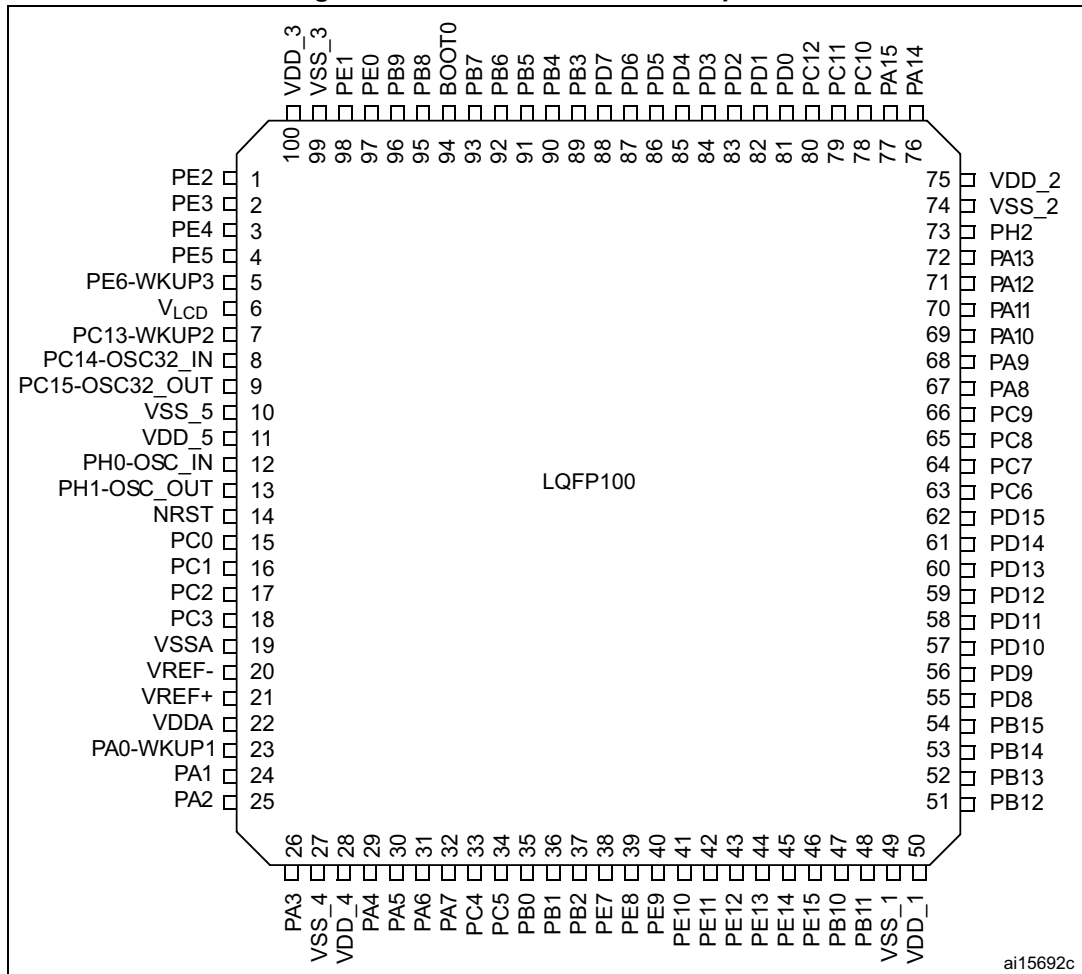 VDD_3
VSS_3
PE1
PE0
PB9
PB8
BOOT0
PB7
PB6
PB5
PB4
PB3
PD7
PD6
PD5
PD4
PD3
PD2
PD1
PD0
PC12
PC11
PC10
PA15
PA14
100
99
98
97
96
95
94
93
92
91
90
89
88
87
86
85
84
83
82
81
80
79
78
77
76
PE2 1
PE3 2
PE4 3
PE5 4
PE6-WKUP3 5
VLCD 6
PC13-WKUP2 7
PC14-OSC32_IN 8
PC15-OSC32_OUT 9
VSS_5 10
VDD_5 11
PH0-OSC_IN 12
PH1-OSC_OUT 13
NRST 14
PC0 15
PC1 16
PC2 17
PC3 18
VSSA 19
VREF- 20
VREF+ 21
VDDA 22
PA0-WKUP1 23
PA1 24
PA2 25
LQFP100
75 VDD_2
74 VSS_2
73 PH2
72 PA13
71 PA12
70 PA11
69 PA10
68 PA9
67 PA8
66 PC9
65 PC8
64 PC7
63 PC6
62 PD15
61 PD14
60 PD13
59 PD12
58 PD11
57 PD10
56 PD9
55 PD8
54 PB15
53 PB14
52 PB13
51 PB12
26
27
28
29
30
31
32
33
34
35
36
37
38
39
40
41
42
43
44
45
46
47
48
49
50
PA3
VSS_4
VDD_4
PA4
PA5
PA6
PA7
PC4
PC5
PB0
PB1
PB2
PE7
PE8
PE9
PE10
PE11
PE12
PE13
PE14
PE15
PB10
PB11
VSS_1
VDD_1
ai15692c